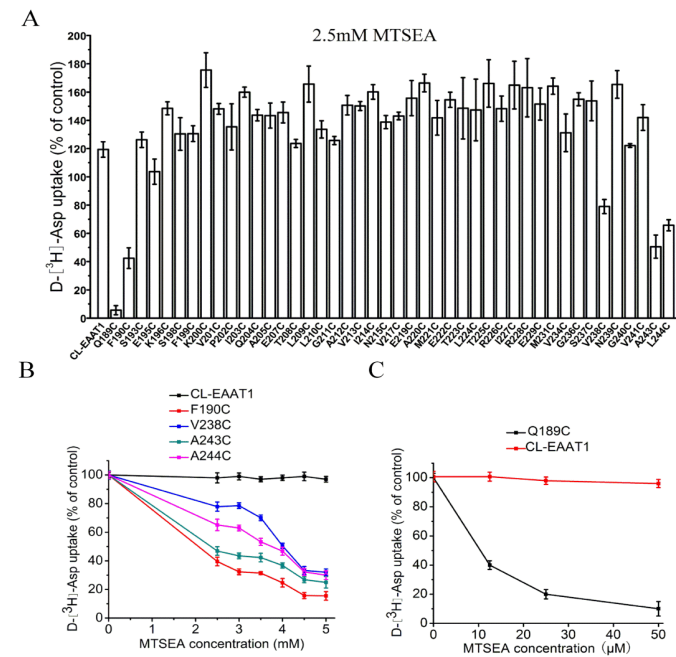 A
2.5mM MTSEA
D-[³H]-Asp uptake (% of control)
200
180
160
140
120
100
80
60
40
20
0
CL-EAAT1
Q189C
F190C
S193C
E195C
K196C
S198C
F199C
K200C
V201C
P202C
I203C
Q204C
A205C
E207C
T208C
L209C
L210C
G211C
A212C
V213C
I214C
N215C
V217C
E219C
A220C
M221C
E222C
T223C
L224C
T225C
R226C
I227C
R228C
E229C
M231C
V234C
G236C
S237C
V238C
N239C
G240C
V241C
A243C
L244C
B
CL-EAAT1
F190C
V238C
A243C
A244C
D-[³H]-Asp uptake (% of control)
100
80
60
40
20
0
0 1 2 3 4 5
MTSEA concentration (mM)
C
Q189C
CL-EAAT1
D-[³H]-Asp uptake (% of control)
100
80
60
40
20
0
0 10 20 30 40 50
MTSEA concentration (µM)